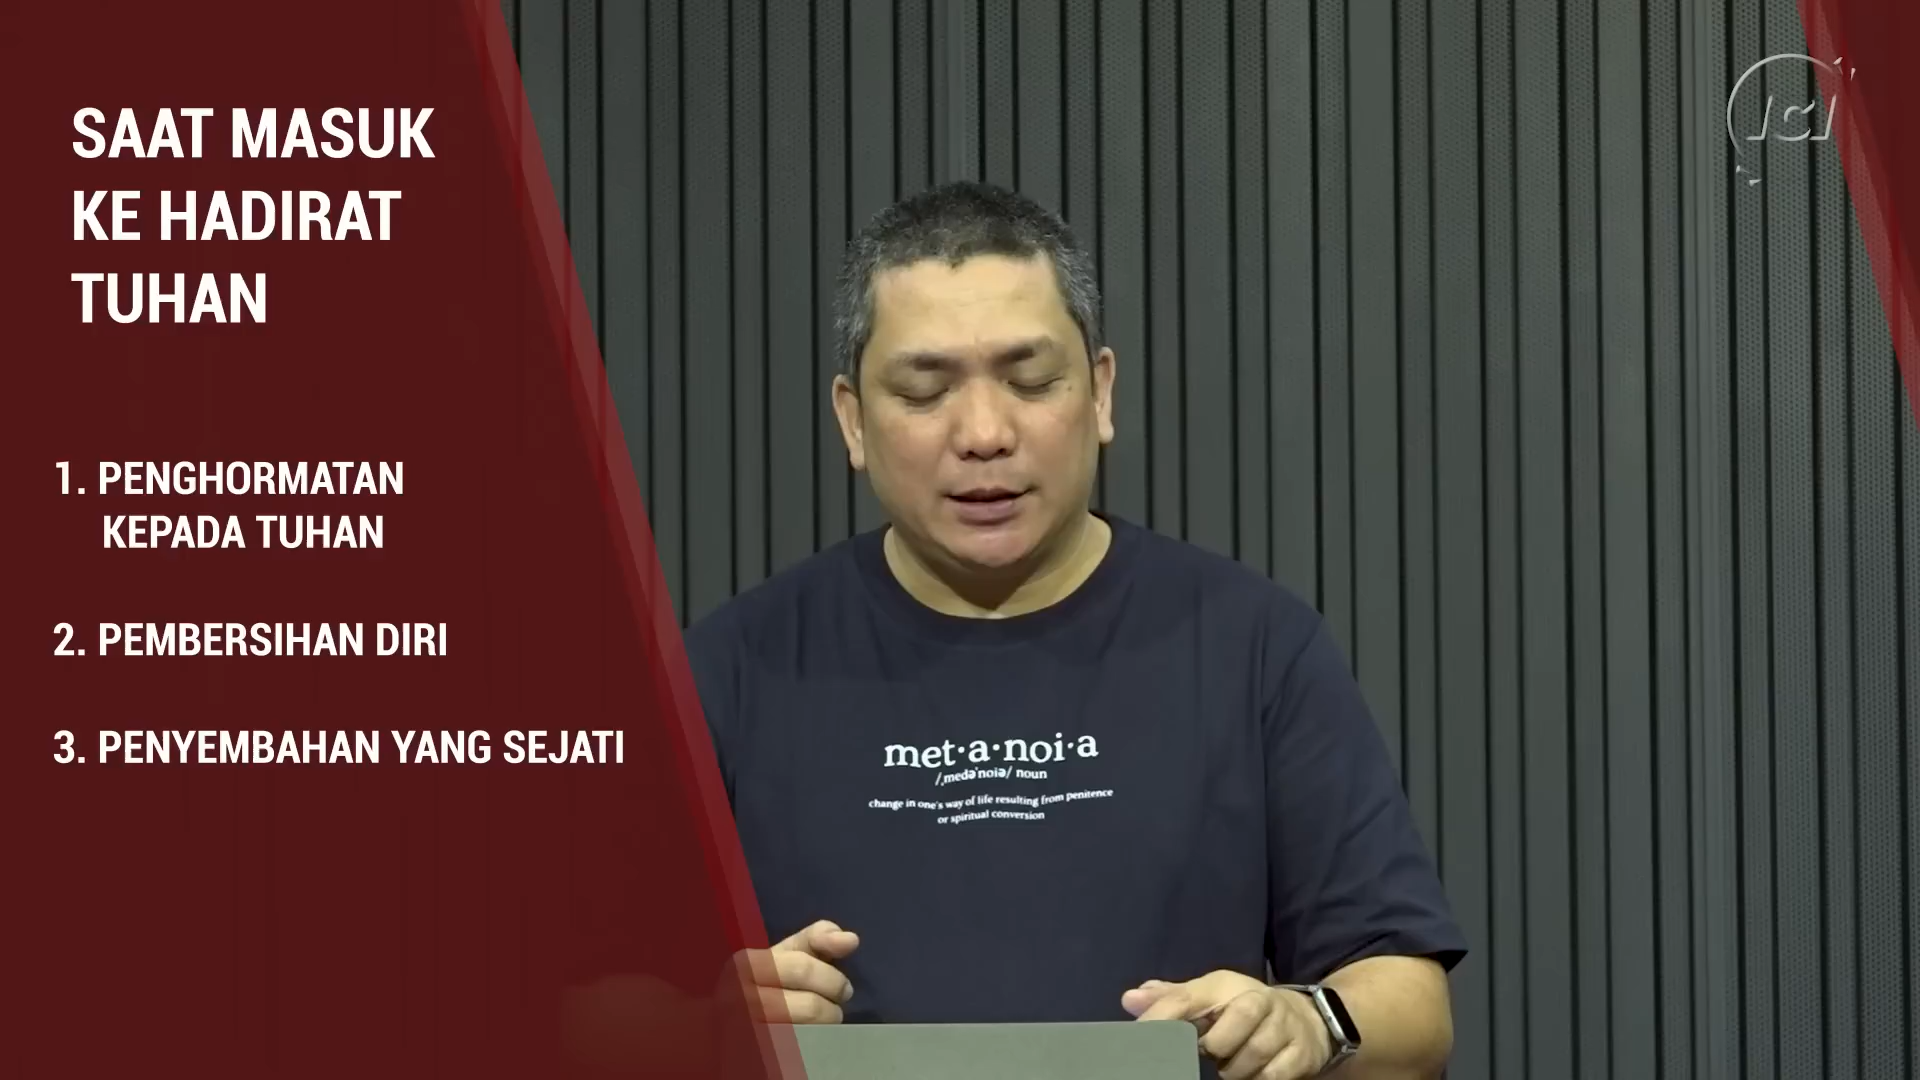 SAAT MASUK
KE HADIRAT
TUHAN
1. PENGHORMATAN
KEPADA TUHAN
2. PEMBERSIHAN DIRI
3. PENYEMBAHAN YANG SEJATI
met·a·noi·a
/ˌmedəˈnoiə/ noun
change in one's way of life resulting from penitence
or spiritual conversion
ICI